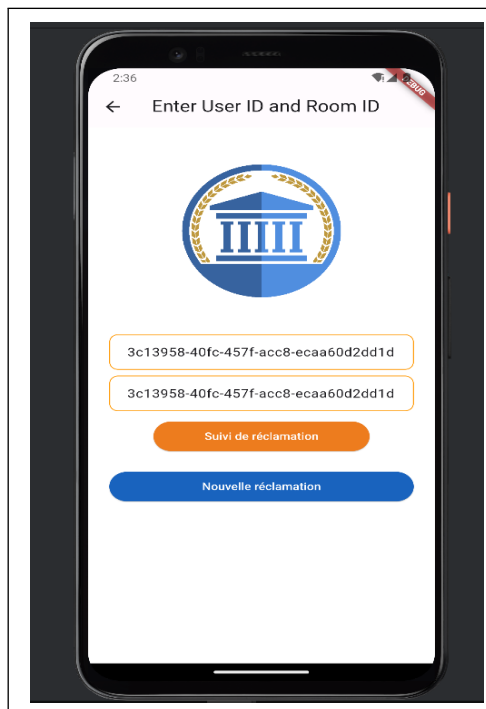 2:36
DEBUG
Enter User ID and Room ID
3c13958-40fc-457f-acc8-ecaa60d2dd1d
3c13958-40fc-457f-acc8-ecaa60d2dd1d
Suivi de réclamation
Nouvelle réclamation